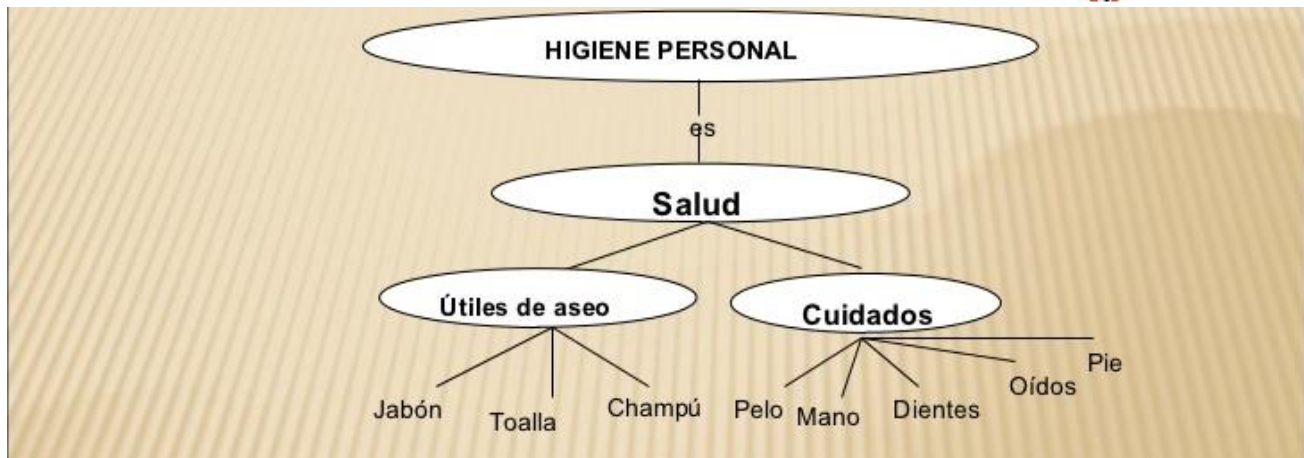 HIGIENE PERSONAL
es
Salud
Útiles de aseo
Cuidados
Jabón
Toalla
Champú
Pelo
Mano
Dientes
Oídos
Pie